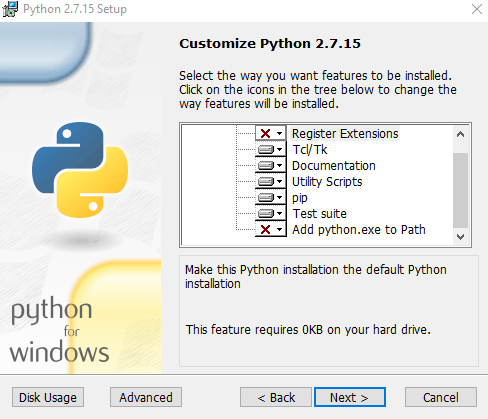 Python 2.7.15 Setup
Customize Python 2.7.15
Select the way you want features to be installed.
Click on the icons in the tree below to change the
way features will be installed.
Register Extensions
Tcl/Tk
Documentation
Utility Scripts
pip
Test suite
Add python.exe to Path
Make this Python installation the default Python
installation
This feature requires 0KB on your hard drive.
python
for
windows
Disk Usage
Advanced
< Back
Next >
Cancel